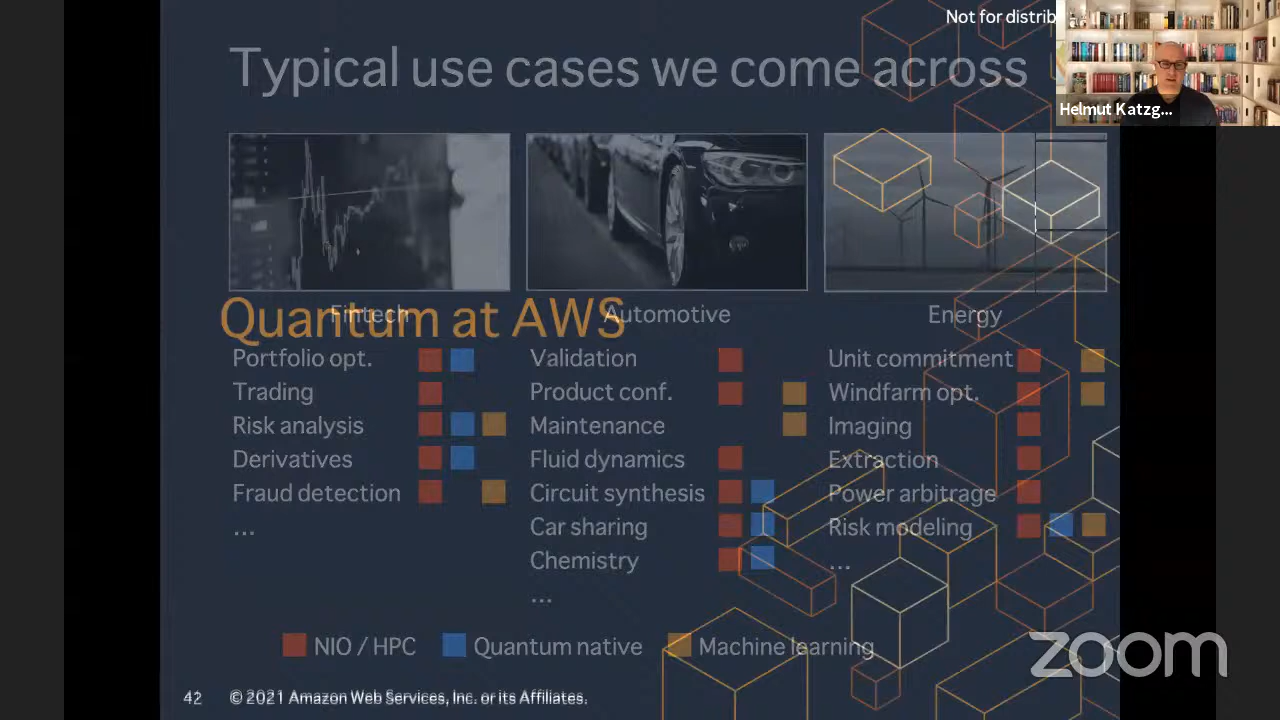 Not for distrib
Typical use cases we come across
Helmut Katzg...
Quantum at AWS
Fintech
Automotive
Energy
Portfolio opt.
Trading
Risk analysis
Derivatives
Fraud detection
...
Validation
Product conf.
Maintenance
Fluid dynamics
Circuit synthesis
Car sharing
Chemistry
...
Unit commitment
Windfarm opt.
Imaging
Extraction
Power arbitrage
Risk modeling
...
NIO / HPC
Quantum native
Machine learning
zoom
© 2021 Amazon Web Services, Inc. or its Affiliates.